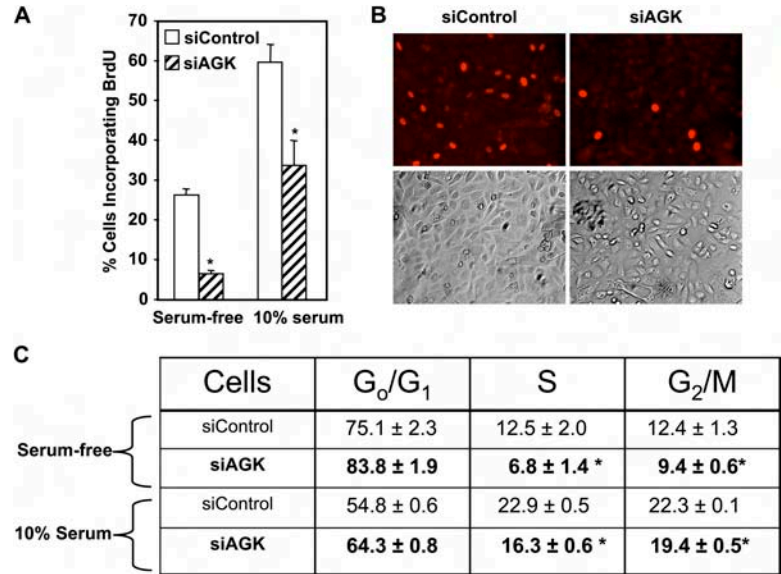 A
siControl
siAGK
% Cells Incorporating BrdU
70
60
50
40
30
20
10
0
*
*
Serum-free 10% serum
B
siControl siAGK
C
Cells G₀/G₁ S G₂/M
Serum-free
siControl 75.1 ± 2.3 12.5 ± 2.0 12.4 ± 1.3
siAGK 83.8 ± 1.9 6.8 ± 1.4 * 9.4 ± 0.6*
10% Serum
siControl 54.8 ± 0.6 22.9 ± 0.5 22.3 ± 0.1
siAGK 64.3 ± 0.8 16.3 ± 0.6 * 19.4 ± 0.5*